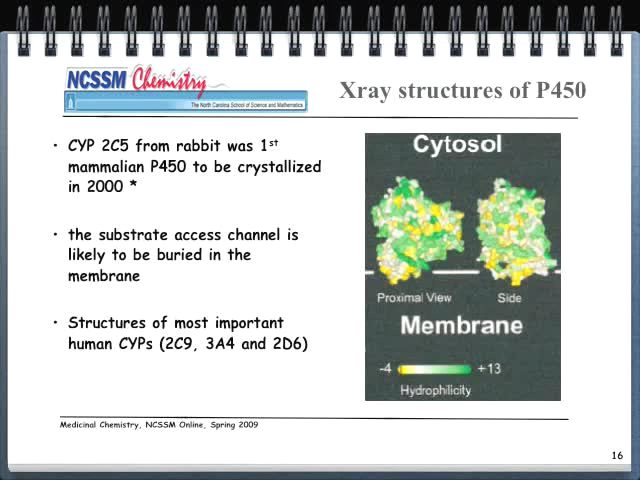 NCSSM Chemistry
The North Carolina School of Science and Mathematics
Xray structures of P450
• CYP 2C5 from rabbit was 1st
mammalian P450 to be crystallized
in 2000 *
• the substrate access channel is
likely to be buried in the
membrane
• Structures of most important
human CYPs (2C9, 3A4 and 2D6)
Cytosol
Proximal View Side
Membrane
-4 +13
Hydrophilicity
Medicinal Chemistry, NCSSM Online, Spring 2009
16